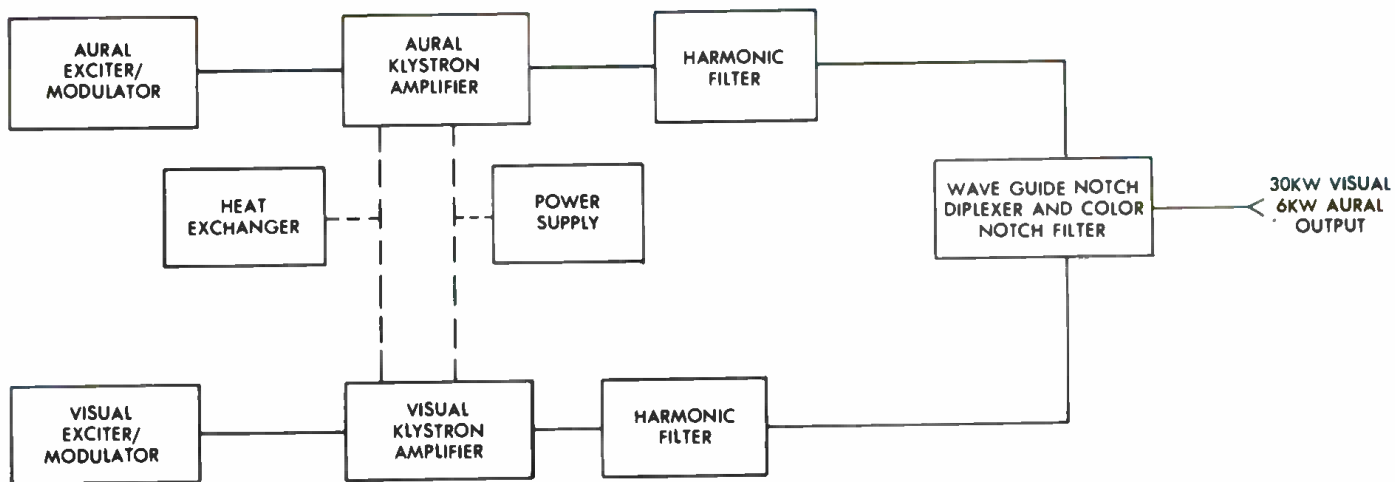 AURAL
EXCITER/
MODULATOR
AURAL
KLYSTRON
AMPLIFIER
HARMONIC
FILTER
HEAT
EXCHANGER
POWER
SUPPLY
WAVE GUIDE NOTCH
DIPLEXER AND COLOR
NOTCH FILTER
30KW VISUAL
6KW AURAL
OUTPUT
VISUAL
EXCITER/
MODULATOR
VISUAL
KLYSTRON
AMPLIFIER
HARMONIC
FILTER